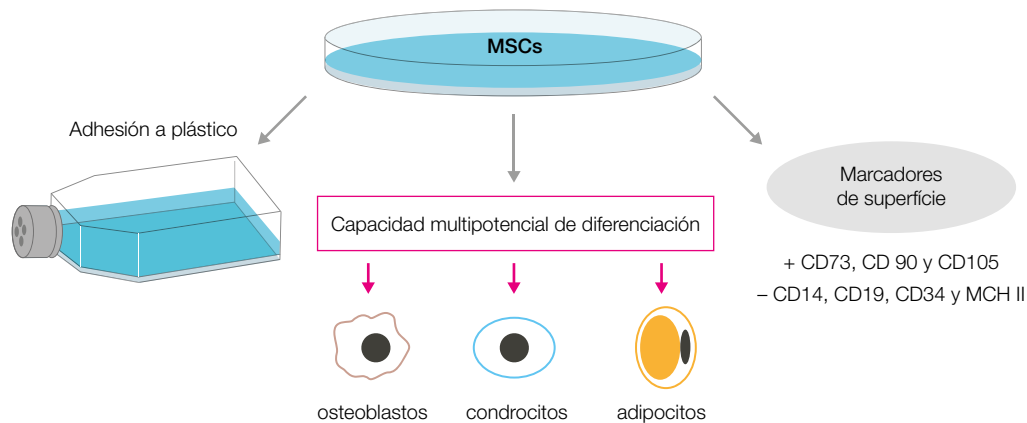 MSCs
Adhesión a plástico
Capacidad multipotencial de diferenciación
osteoblastos
condrocitos
adipocitos
Marcadores
de superfície
+ CD73, CD 90 y CD105
– CD14, CD19, CD34 y MCH II